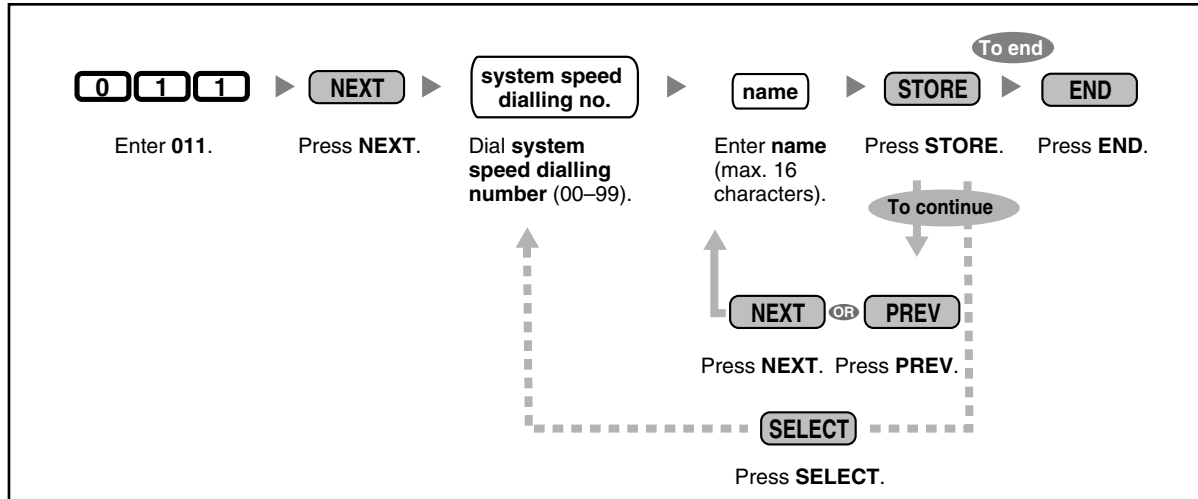 To end
0 1 1
NEXT
system speed
dialling no.
name
STORE
END
Enter 011.
Press NEXT.
Dial system
speed dialling
number (00–99).
Enter name
(max. 16
characters).
Press STORE.
Press END.
To continue
NEXT
OR
PREV
Press NEXT.
Press PREV.
SELECT
Press SELECT.